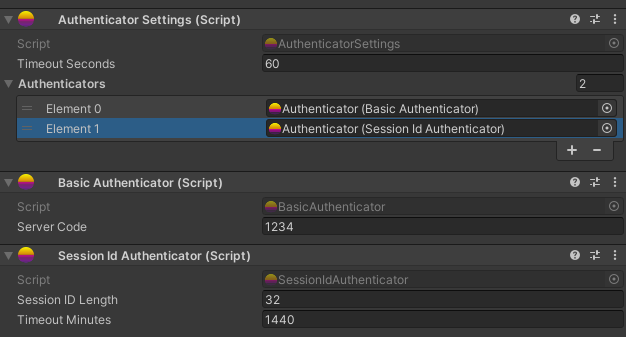 Authenticator Settings (Script)
Script AuthenticatorSettings
Timeout Seconds 60
Authenticators 2
Element 0 Authenticator (Basic Authenticator)
Element 1 Authenticator (Session Id Authenticator)
Basic Authenticator (Script)
Script BasicAuthenticator
Server Code 1234
Session Id Authenticator (Script)
Script SessionIdAuthenticator
Session ID Length 32
Timeout Minutes 1440